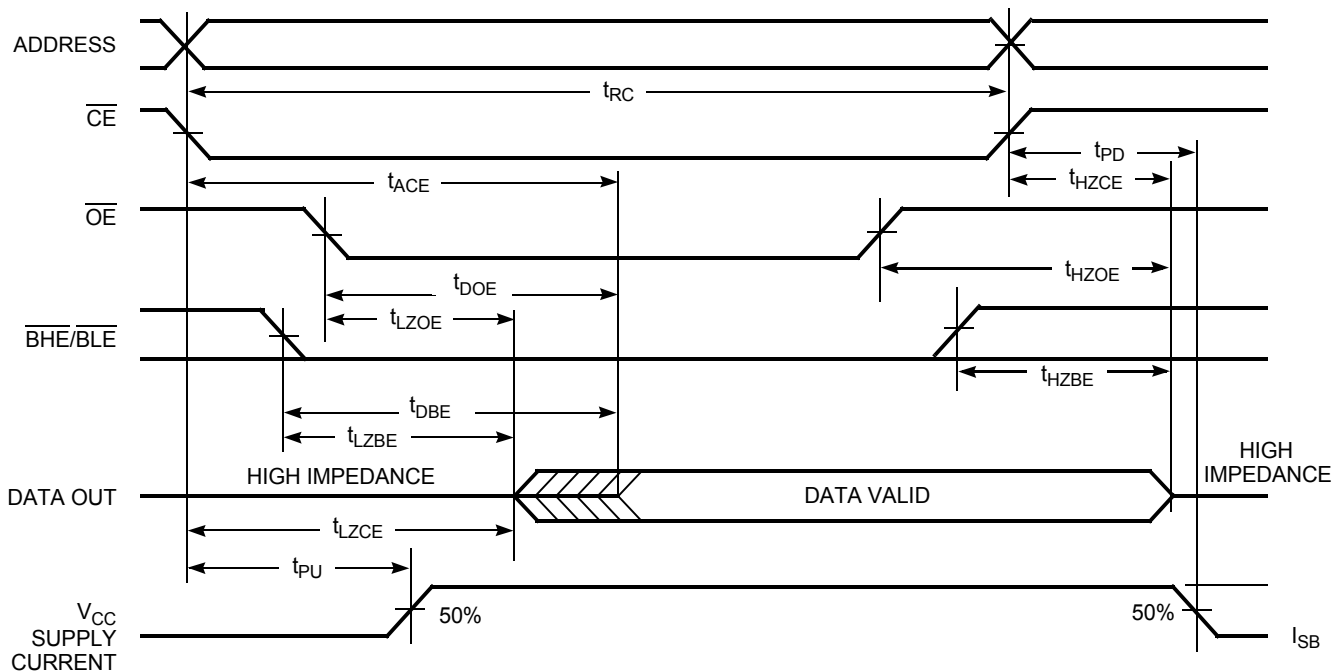 ADDRESS
tRC
CE
tPD
tACE
tHZCE
OE
tHZOE
tDOE
tLZOE
BHE/BLE
tHZBE
tDBE
tLZBE
HIGH IMPEDANCE
HIGH
IMPEDANCE
DATA OUT
DATA VALID
tLZCE
tPU
VCC
SUPPLY
CURRENT
50%
50%
ISB